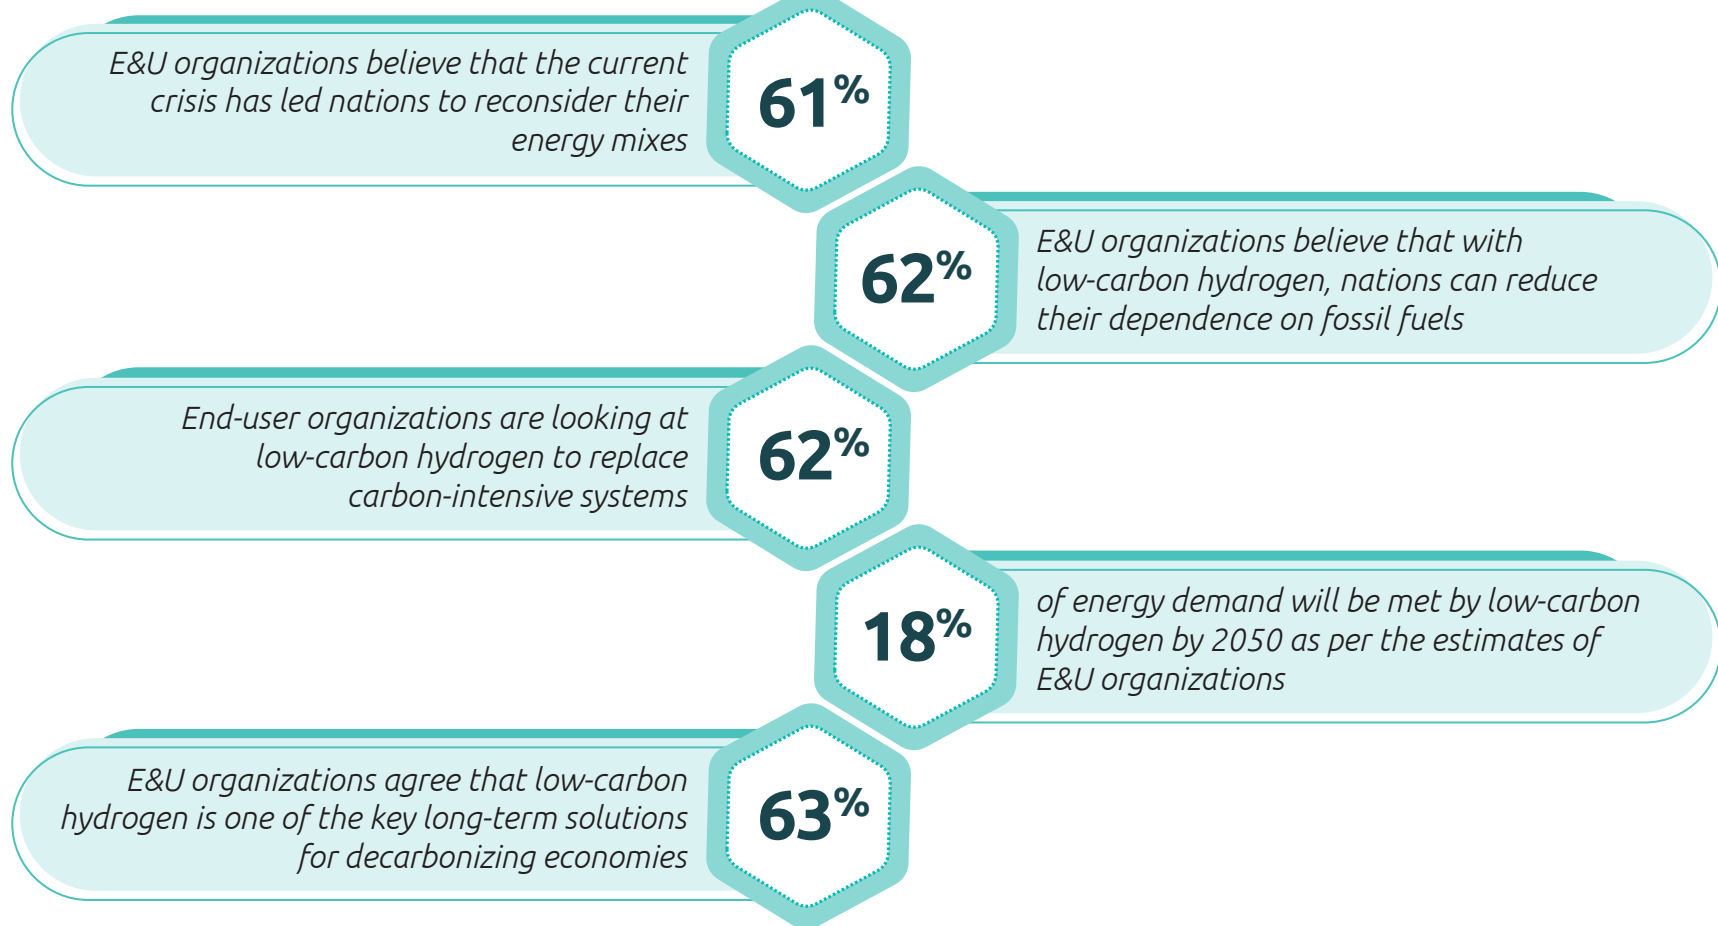 E&U organizations believe that the current
crisis has led nations to reconsider their
energy mixes
61%
62%
E&U organizations believe that with
low-carbon hydrogen, nations can reduce
their dependence on fossil fuels
End-user organizations are looking at
low-carbon hydrogen to replace
carbon-intensive systems
62%
18%
of energy demand will be met by low-carbon
hydrogen by 2050 as per the estimates of
E&U organizations
E&U organizations agree that low-carbon
hydrogen is one of the key long-term solutions
for decarbonizing economies
63%